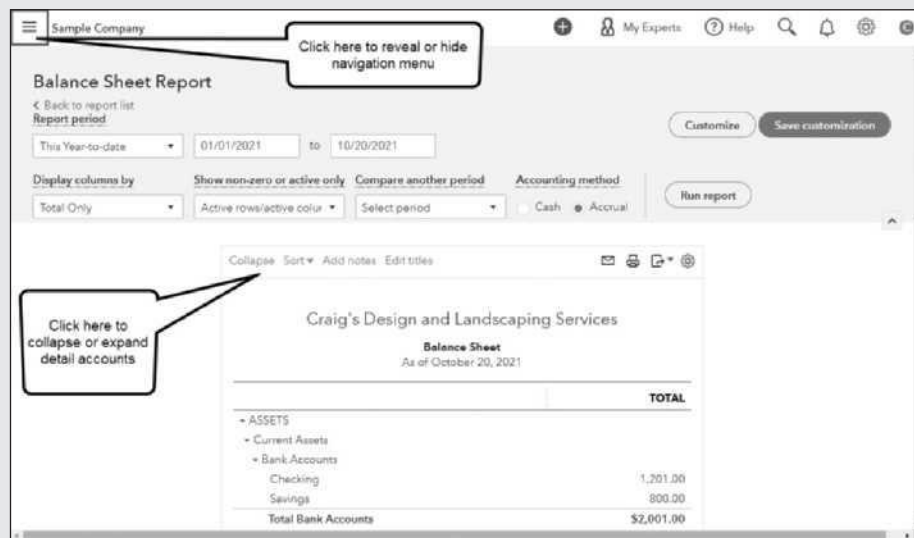 Sample Company
My Experts
Help
Click here to reveal or hide
navigation menu
Balance Sheet Report
Back to report list
Report period
This Year-to-date
01/01/2021 to 10/20/2021
Customize
Save customization
Display columns by
Show non-zero or active only
Compare another period
Accounting method
Total Only
Active rows/active colur
Select period
Cash
Accrual
Run report
Collapse Sort Add notes Edit titles
Click here to
collapse or expand
detail accounts
Craig's Design and Landscaping Services
Balance Sheet
As of October 20, 2021
TOTAL
ASSETS
Current Assets
Bank Accounts
Checking 1,201.00
Savings 800.00
Total Bank Accounts $2,001.00